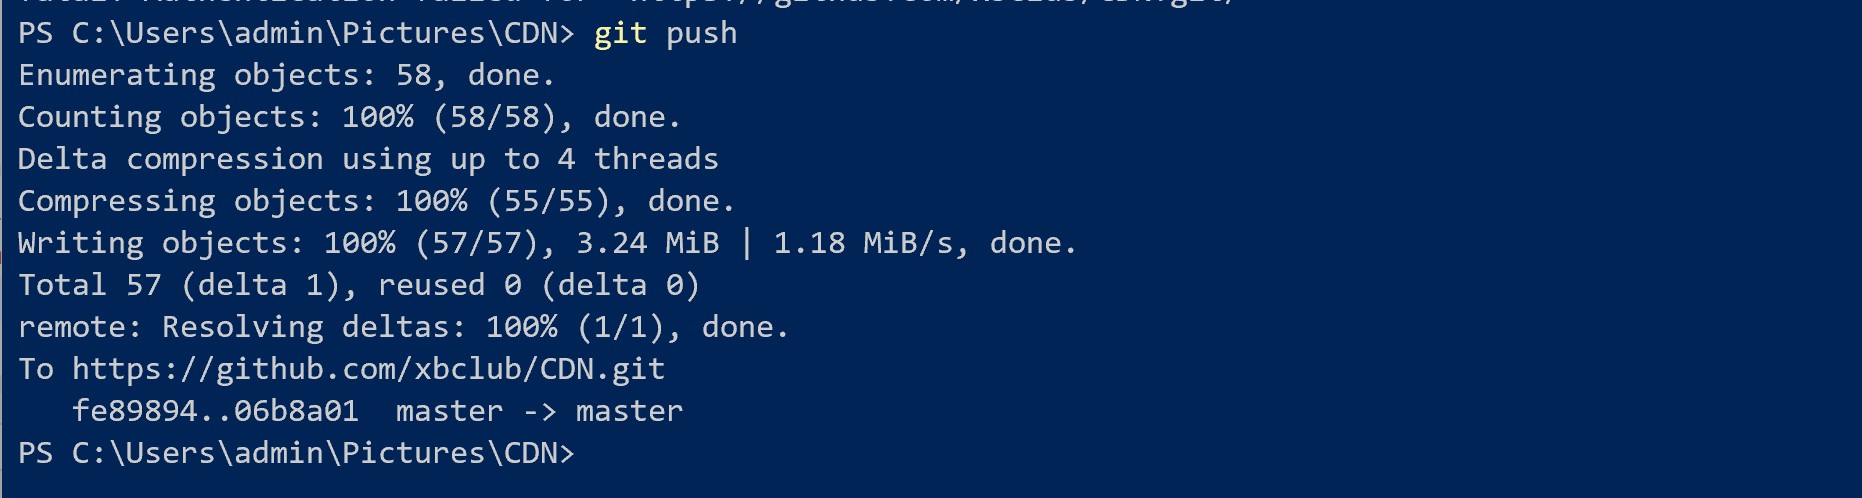 PS C:\Users\admin\Pictures\CDN> git push
Enumerating objects: 58, done.
Counting objects: 100% (58/58), done.
Delta compression using up to 4 threads
Compressing objects: 100% (55/55), done.
Writing objects: 100% (57/57), 3.24 MiB | 1.18 MiB/s, done.
Total 57 (delta 1), reused 0 (delta 0)
remote: Resolving deltas: 100% (1/1), done.
To https://github.com/xbclub/CDN.git
   fe89894..06b8a01  master -> master
PS C:\Users\admin\Pictures\CDN>